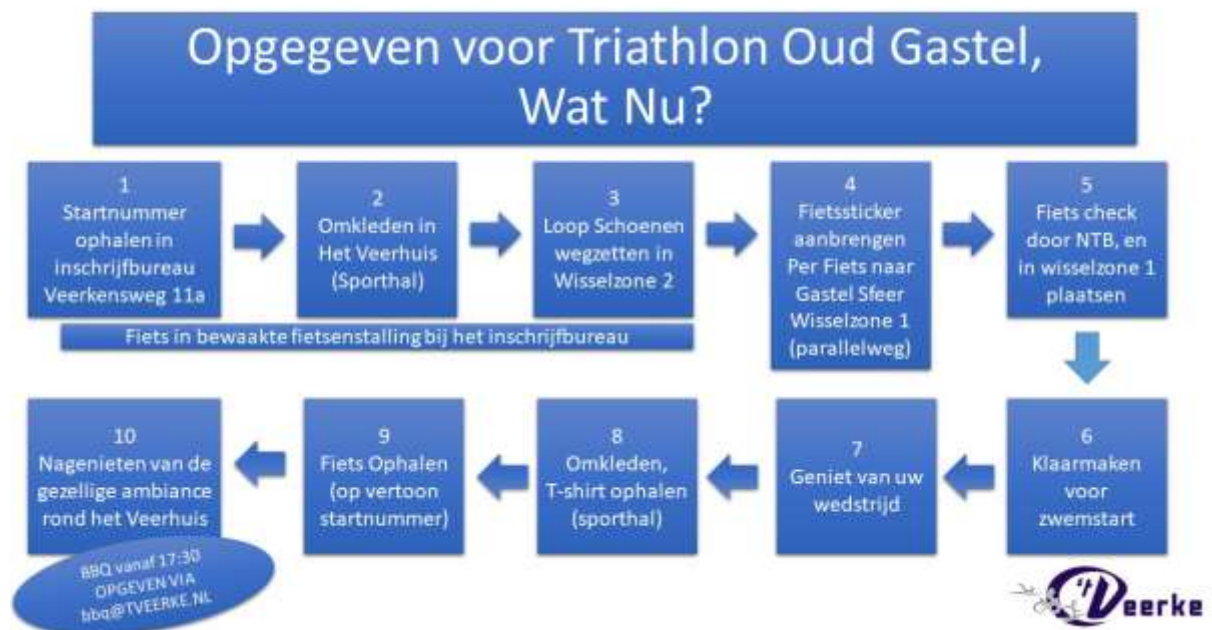 Opgegeven voor Triathlon Oud Gastel,
Wat Nu?
1
Startnummer
ophalen in
inschrijfbureau
Veerkensweg 11a
2
Omkleden in
Het Veerhuis
(Sporthal)
3
Loop Schoenen
wegzetten in
Wisselzone 2
4
Fietssticker
aanbrengen
Per Fiets naar
Gastel Sfeer
Wisselzone 1
(parallelweg)
5
Fiets check
door NTB, en
in wisselzone 1
plaatsen
Fiets in bewaakte fietsenstalling bij het inschrijfbureau
6
Klaarmaken
voor
zwemstart
7
Geniet van uw
wedstrijd
8
Omkleden,
T-shirt ophalen
(sporthal)
9
Fiets Ophalen
(op vertoon
startnummer)
10
Nagenieten van de
gezellige ambiance
rond het Veerhuis
BBQ vanaf 17:30
OPGEVEN VIA
bbq@TVEERKE.NL
't Veerke